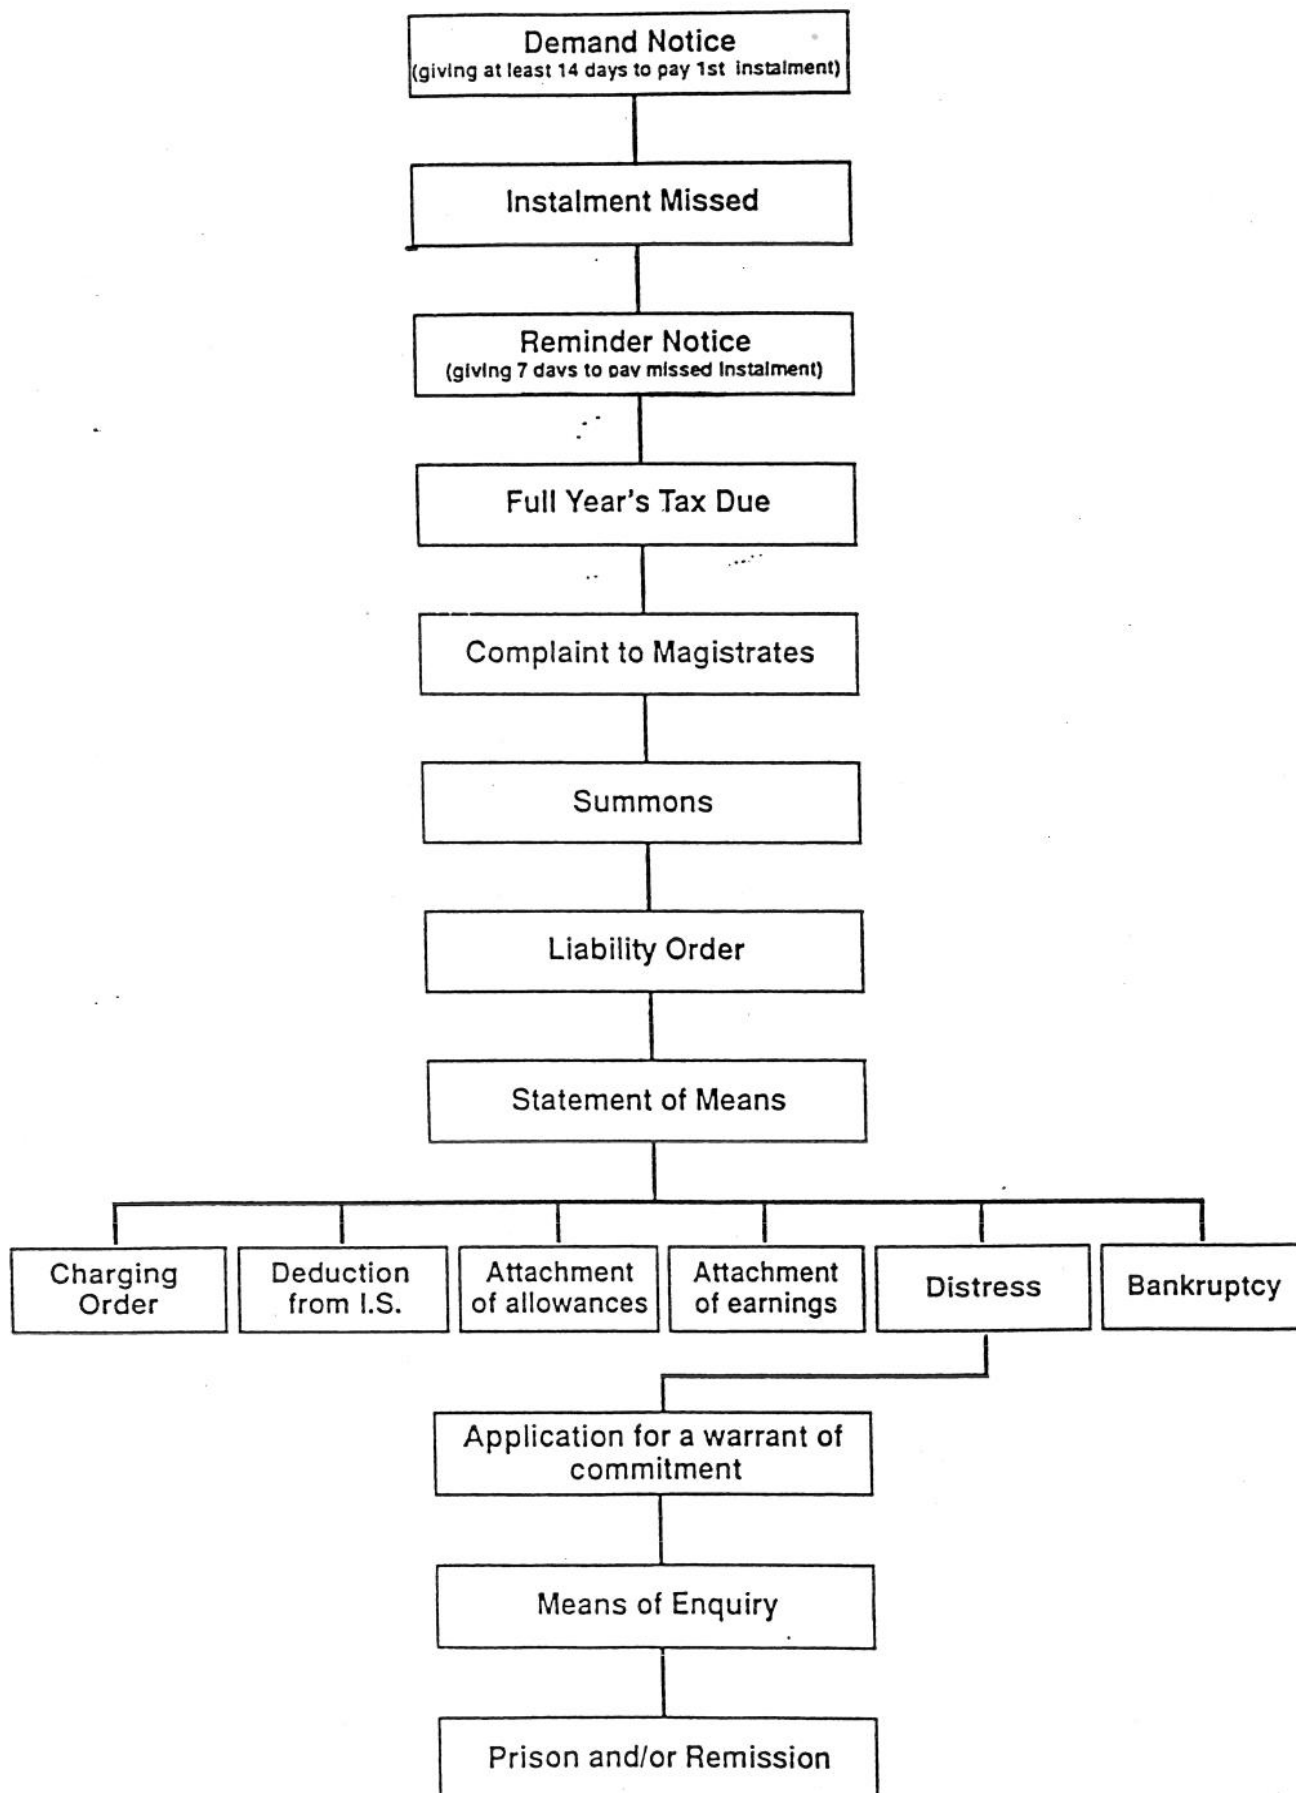 Demand Notice
(giving at least 14 days to pay 1st instalment)
Instalment Missed
Reminder Notice
(giving 7 days to pay missed instalment)
Full Year's Tax Due
Complaint to Magistrates
Summons
Liability Order
Statement of Means
Charging
Order
Deduction
from I.S.
Attachment
of allowances
Attachment
of earnings
Distress
Bankruptcy
Application for a warrant of
commitment
Means of Enquiry
Prison and/or Remission